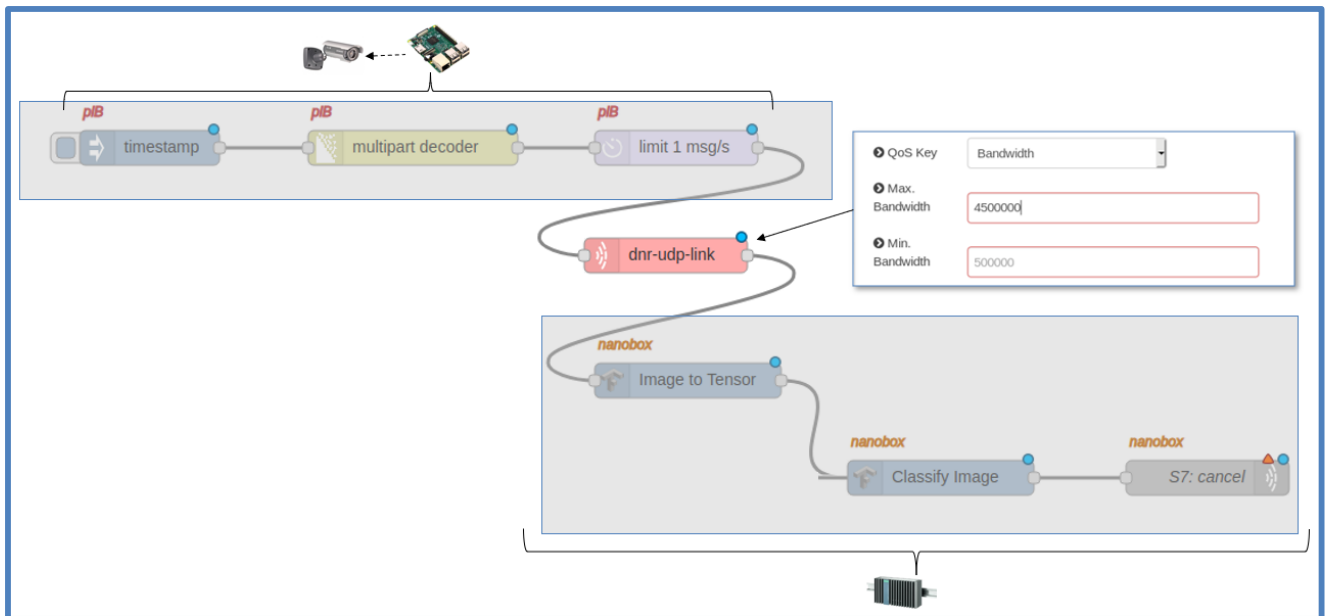 pIB
pIB
pIB
timestamp
multipart decoder
limit 1 msg/s
QoS Key
Bandwidth
Max.
Bandwidth
4500000
Min.
Bandwidth
500000
dnr-udp-link
nanobox
Image to Tensor
nanobox
nanobox
Classify Image
S7: cancel